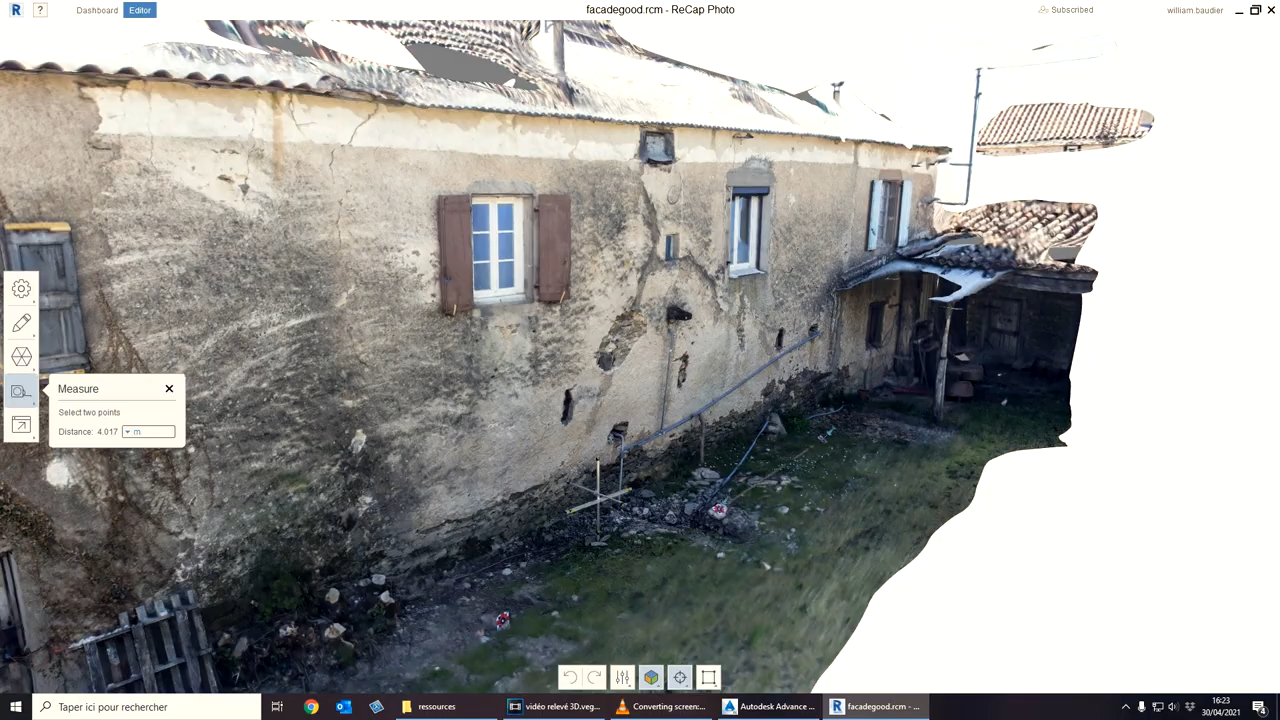 R
?
Dashboard
Editor
facadegood.rcm - ReCap Photo
Subscribed
william.baudier
Measure
Select two points
Distance: 4.017 m
Taper ici pour rechercher
ressources
vidéo relevé 3D.veg...
Converting screen:...
Autodesk Advance ...
R
facadegood.rcm - ...
16:23
30/04/2021